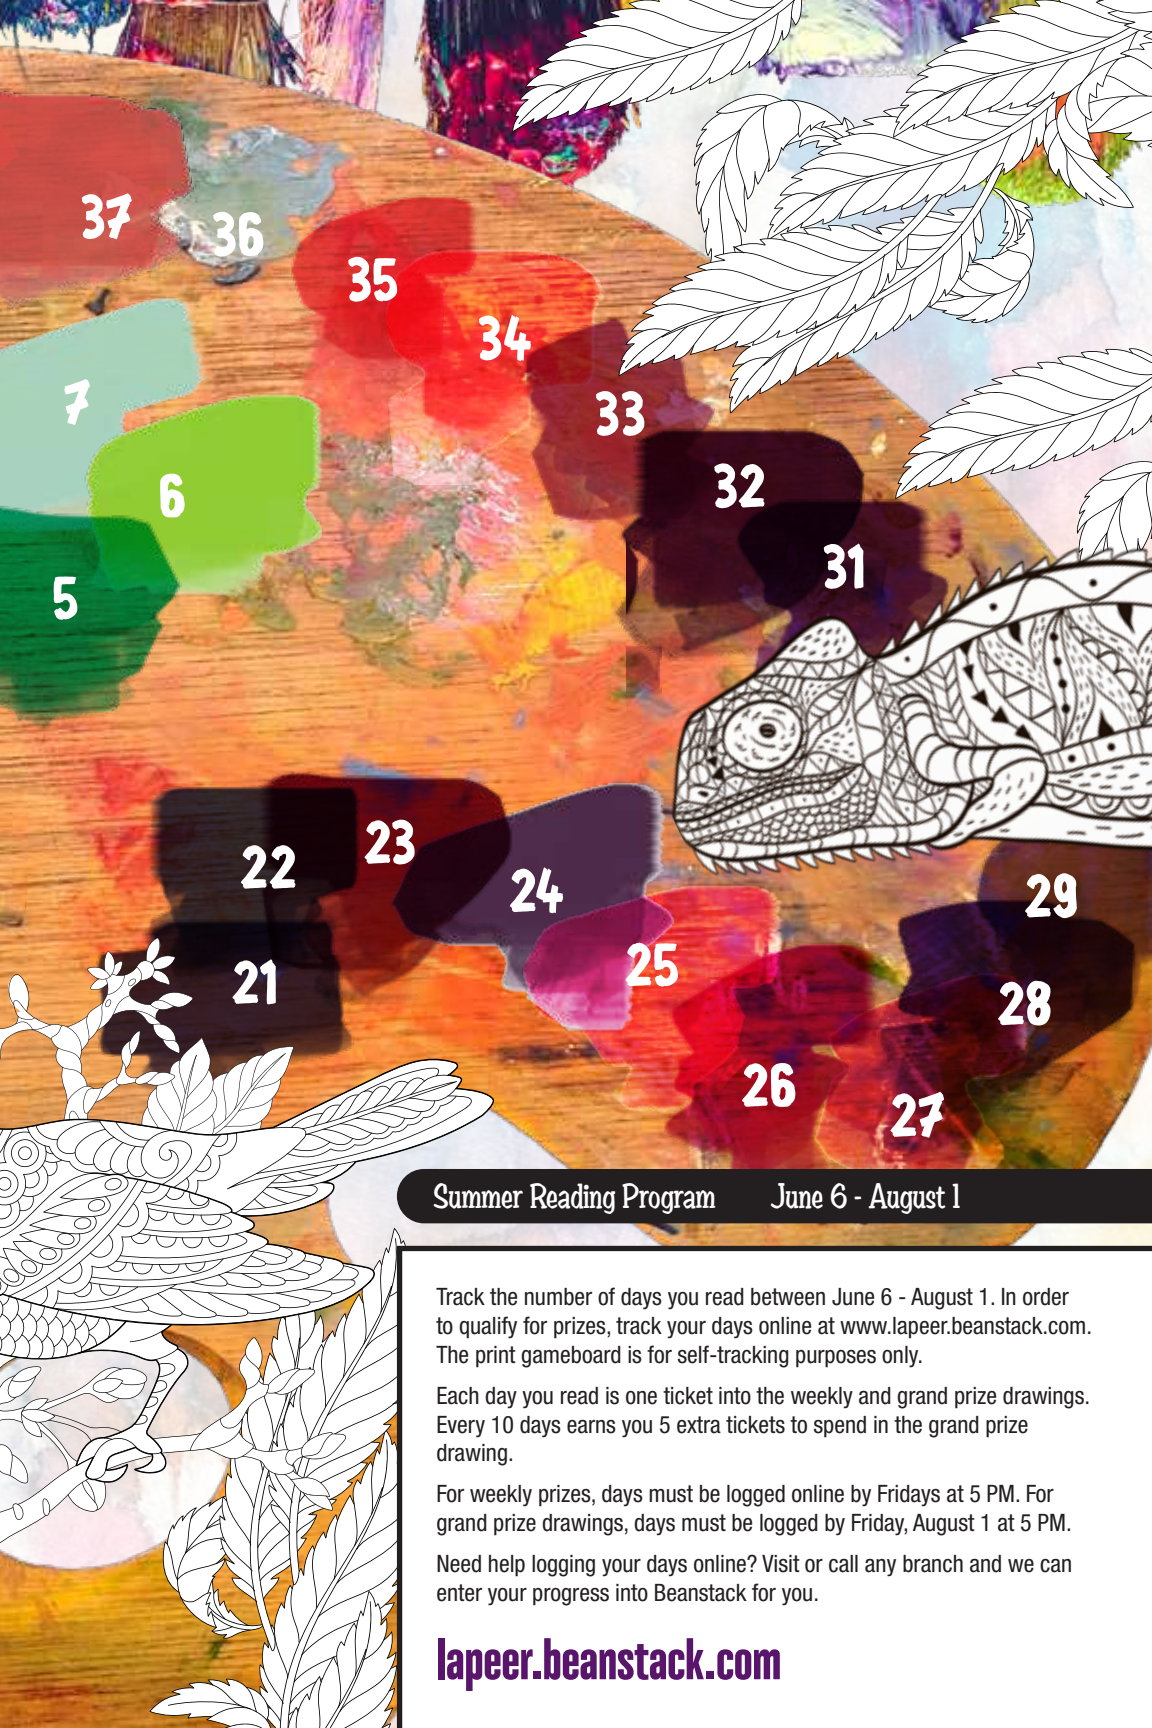 37
36
35
34
7
33
6
32
31
5
23
22
24
29
25
21
28
26
27
Summer Reading Program June 6 - August 1
Track the number of days you read between June 6 - August 1. In order
to qualify for prizes, track your days online at www.lapeer.beanstack.com.
The print gameboard is for self-tracking purposes only.
Each day you read is one ticket into the weekly and grand prize drawings.
Every 10 days earns you 5 extra tickets to spend in the grand prize
drawing.
For weekly prizes, days must be logged online by Fridays at 5 PM. For
grand prize drawings, days must be logged by Friday, August 1 at 5 PM.
Need help logging your days online? Visit or call any branch and we can
enter your progress into Beanstack for you.
lapeer.beanstack.com